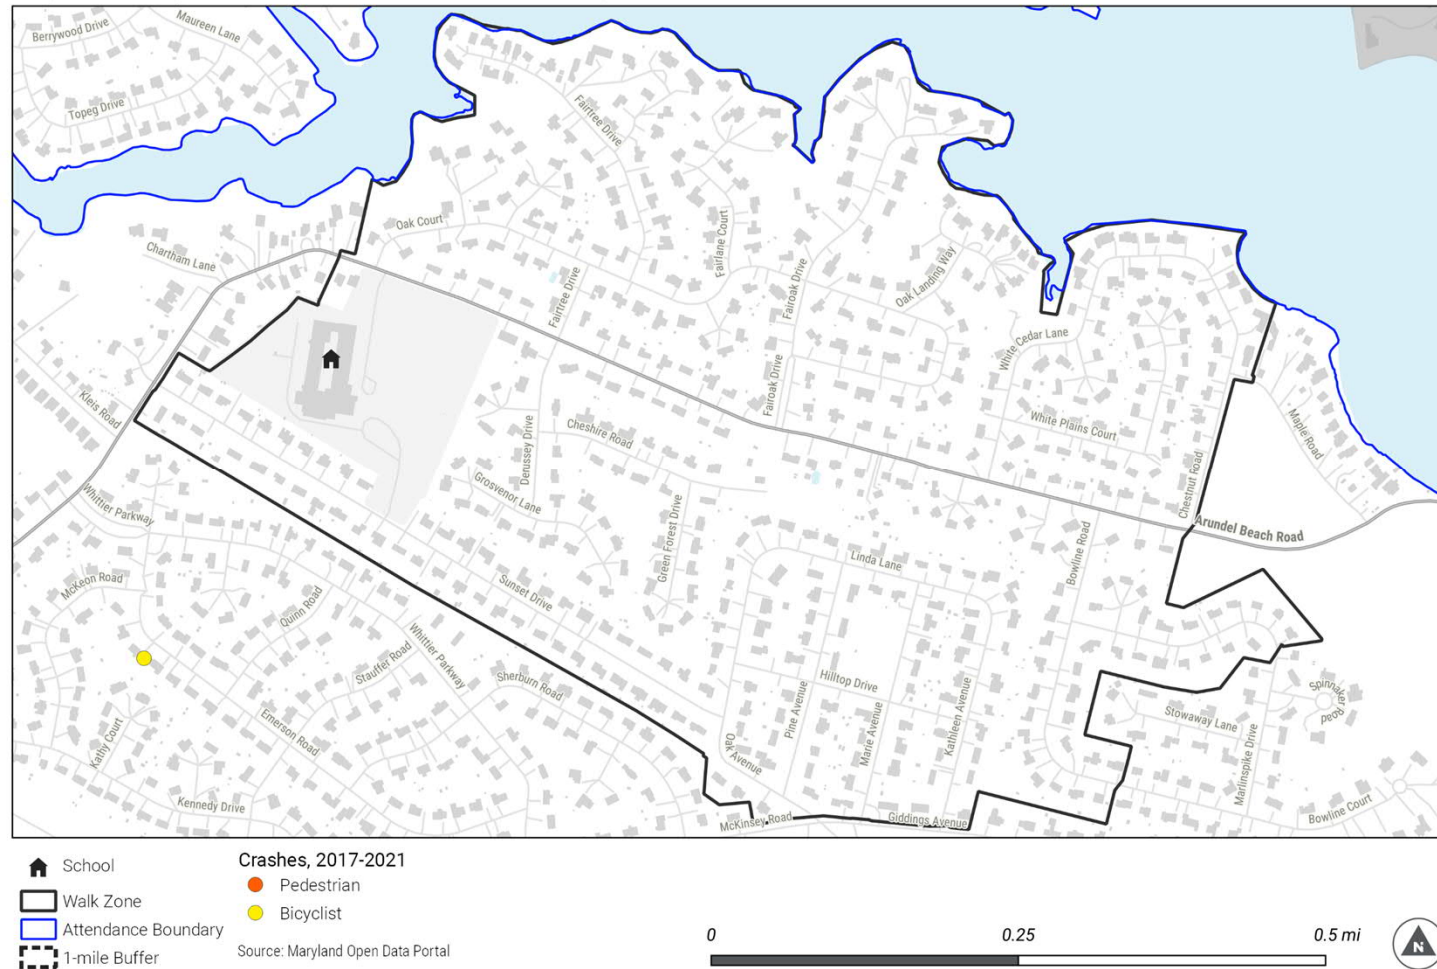 Berrywood Drive
Maureen Lane
Topeg Drive
Fairtree Drive
Oak Court
Chartham Lane
Fairlane Court
Fairtree Drive
Fairoak Drive
Oak Landing Way
White Cedar Lane
Kleis Road
Fairoak Drive
White Plains Court
Maple Road
Cheshire Road
Derussey Drive
Grosvenor Lane
Chestnut Road
Arundel Beach Road
Whittier Parkway
Green Forest Drive
Bowline Road
Linda Lane
McKeon Road
Sunset Drive
Quinn Road
Whittier Parkway
Stauffer Road
Sherburn Road
Hilltop Drive
Pine Avenue
Marie Avenue
Kathleen Avenue
Spinnaker
Road
Stowaway Lane
Emerson Road
Kathy Court
Oak Avenue
Marlinspike Drive
Kennedy Drive
McKinsey Road
Giddings Avenue
Bowline Court
School
Walk Zone
Attendance Boundary
1-mile Buffer
Crashes, 2017-2021
Pedestrian
Bicyclist
Source: Maryland Open Data Portal
0 0.25 0.5 mi
N